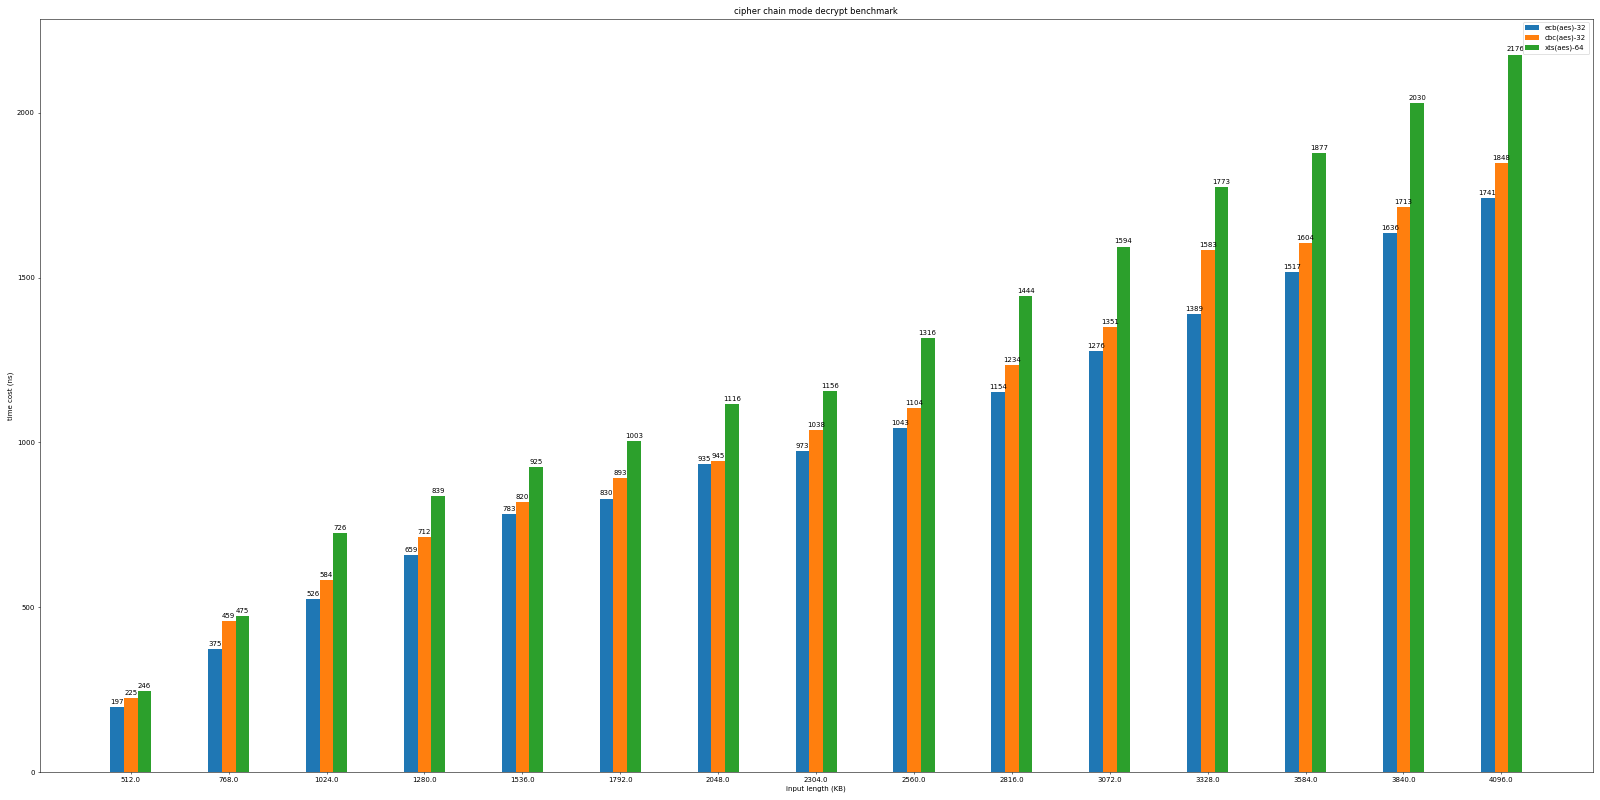 cipher chain mode decrypt benchmark
ecb(aes)-32
cbc(aes)-32
xts(aes)-64
time cost (ns)
2000
1500
1000
500
0
197 225 246
375 459 475
526 584 726
659 712 839
783 820 925
830 893 1003
935 945 1116
973 1038 1156
1043 1104 1316
1154 1234 1444
1276 1351 1594
1389 1583 1773
1517 1604 1877
1636 1713 2030
1741 1848 2176
512.0 768.0 1024.0 1280.0 1536.0 1792.0 2048.0 2304.0 2560.0 2816.0 3072.0 3328.0 3584.0 3840.0 4096.0
input length (KB)